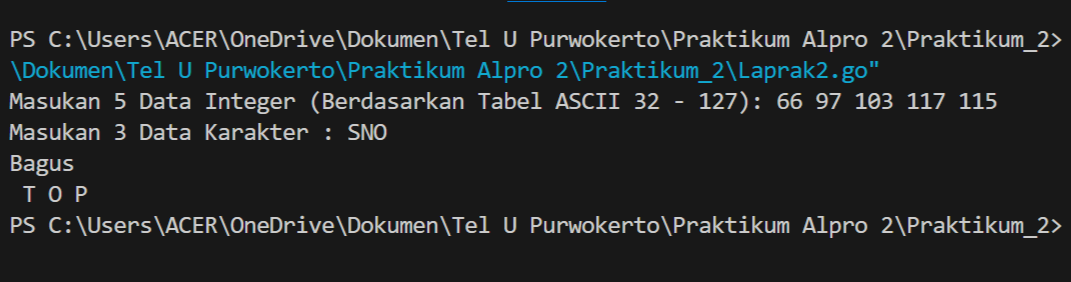 PS C:\Users\ACER\OneDrive\Dokumen\Tel U Purwokerto\Praktikum Alpro 2\Praktikum_2>
\Dokumen\Tel U Purwokerto\Praktikum Alpro 2\Praktikum_2\Laprak2.go"
Masukan 5 Data Integer (Berdasarkan Tabel ASCII 32 - 127): 66 97 103 117 115
Masukan 3 Data Karakter : SNO
Bagus
 T O P
PS C:\Users\ACER\OneDrive\Dokumen\Tel U Purwokerto\Praktikum Alpro 2\Praktikum_2>